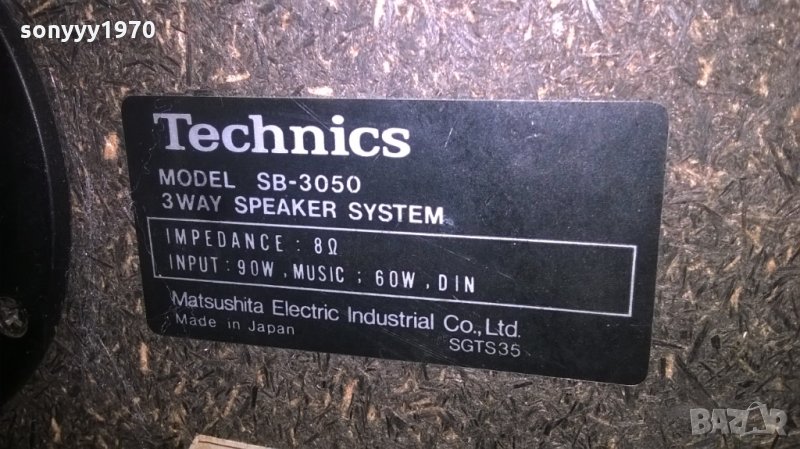 sonyyy1970
Technics
MODEL SB-3050
3WAY SPEAKER SYSTEM
IMPEDANCE : 8Ω
INPUT : 90W , MUSIC ; 60W , DIN
Matsushita Electric Industrial Co., Ltd.
Made in Japan
SGTS35
BAZAR